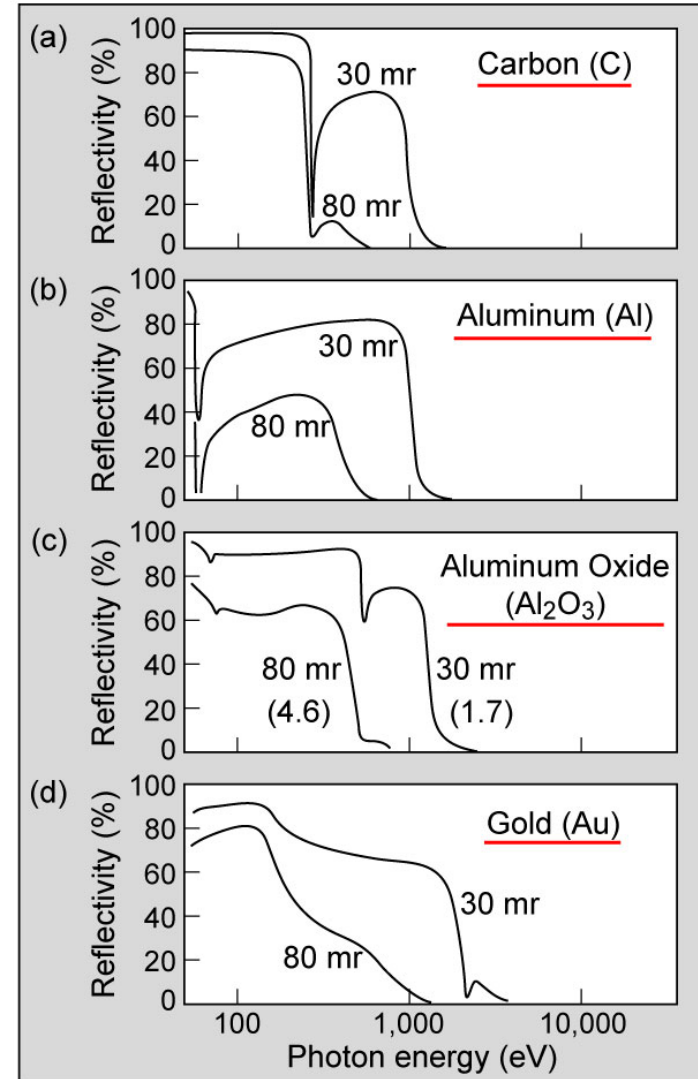 (a)
Reflectivity (%)
100
80
60
40
20
0
30 mr
80 mr
Carbon (C)
(b)
Reflectivity (%)
100
80
60
40
20
0
30 mr
80 mr
Aluminum (Al)
(c)
Reflectivity (%)
100
80
60
40
20
0
Aluminum Oxide
(Al₂O₃)
80 mr
(4.6)
30 mr
(1.7)
(d)
Reflectivity (%)
100
80
60
40
20
0
Gold (Au)
30 mr
80 mr
100 1,000 10,000
Photon energy (eV)